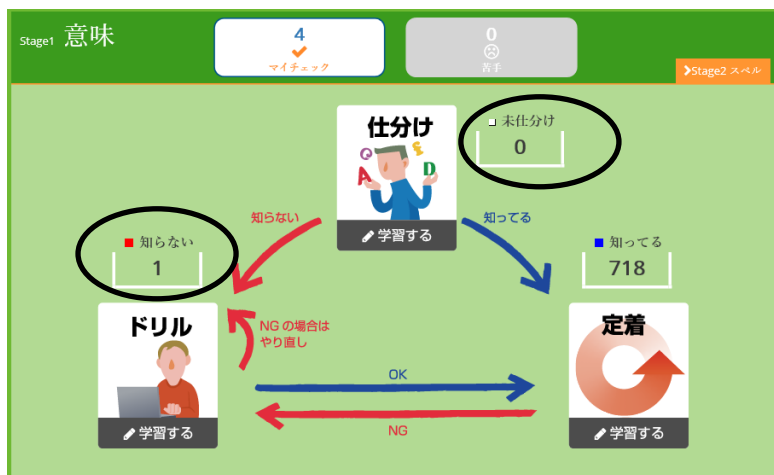 Stage1 意味
4
マイチェック
0
苦手
Stage2 スペル
仕分け
未仕分け
0
学習する
知らない
知ってる
知らない
1
知ってる
718
ドリル
NGの場合は
やり直し
定着
OK
NG
学習する
学習する